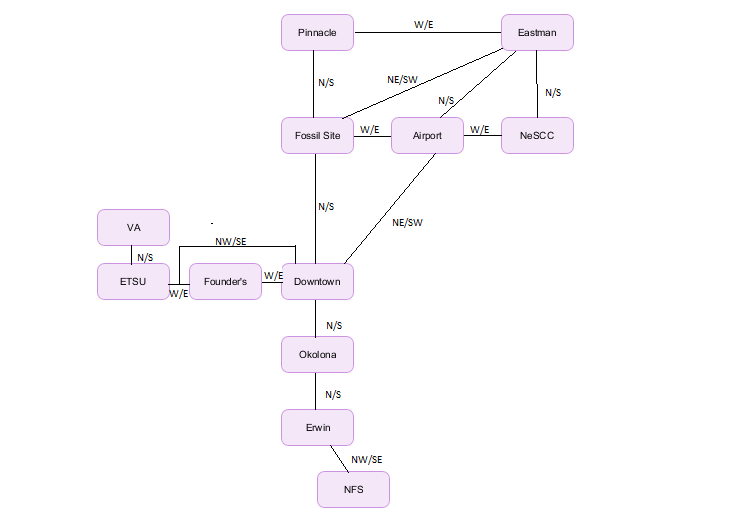 W/E
Pinnacle
Eastman
N/S
NE/SW
N/S
N/S
Fossil Site
W/E
Airport
W/E
NeSCC
N/S
NE/SW
VA
NW/SE
N/S
ETSU
W/E
Founder's
W/E
Downtown
N/S
Okolona
N/S
Erwin
NW/SE
NFS